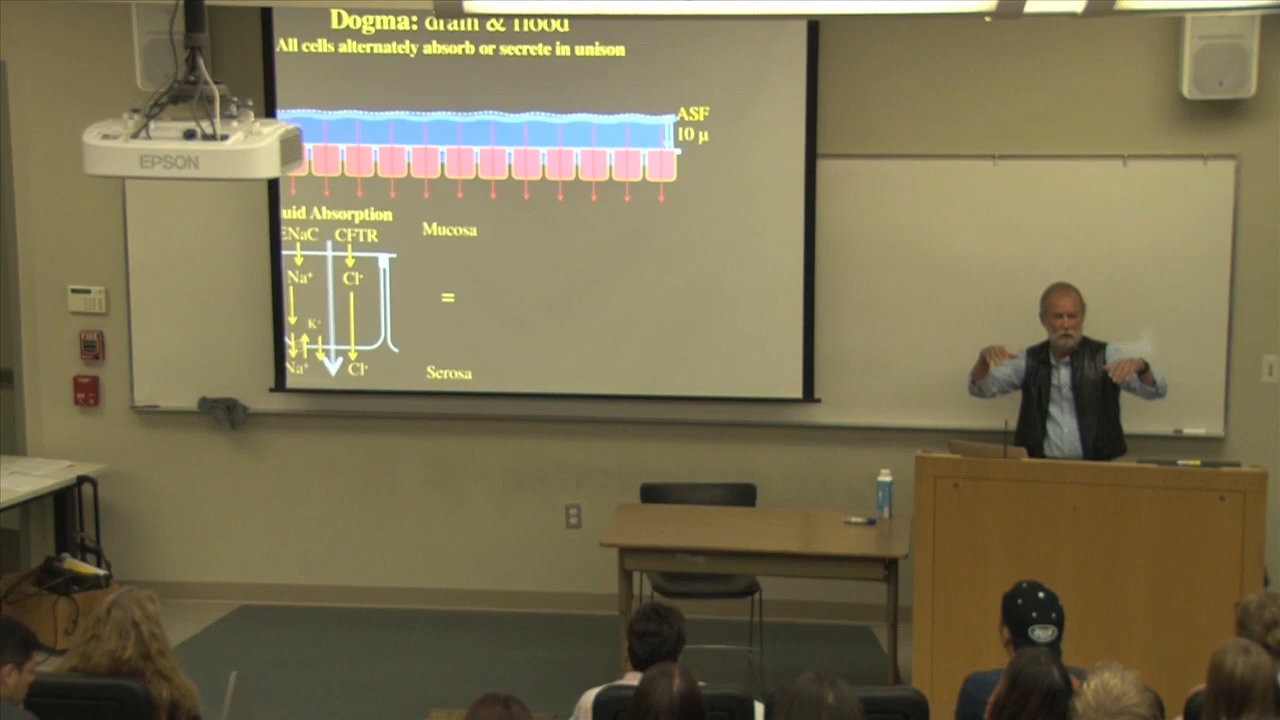 Dogma: drain & flood
All cells alternately absorb or secrete in unison
ASF
10 µ
EPSON
uid Absorption
ENaC CFTR
Mucosa
Na⁺ Cl⁻
=
K⁺
Na⁺ Cl⁻
Serosa
FIRE